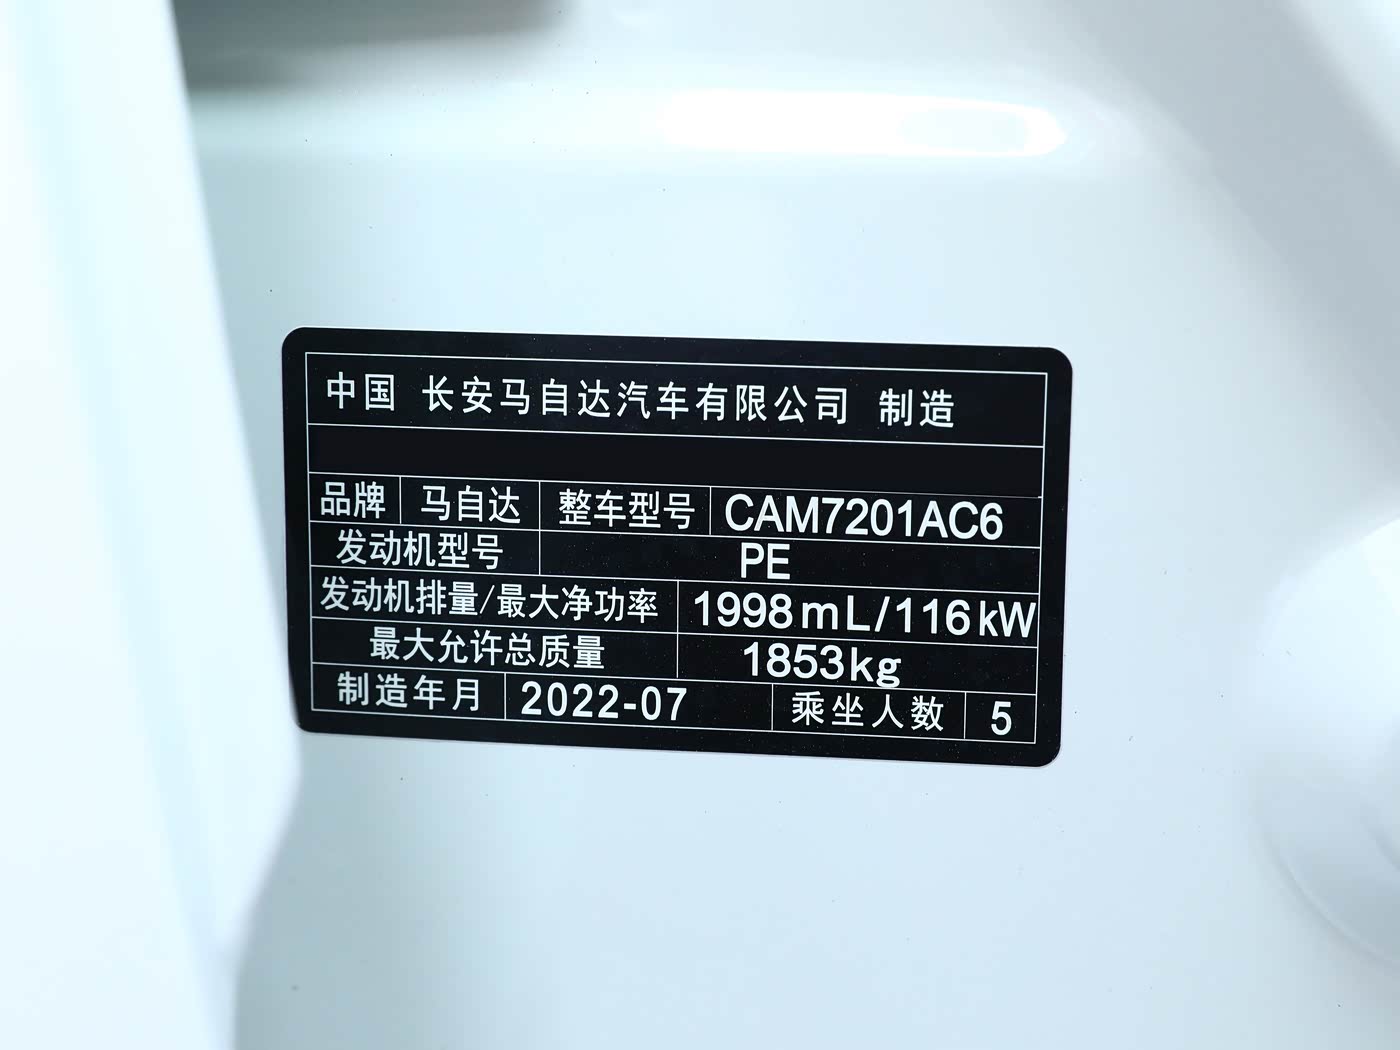 中国 长安马自达汽车有限公司 制造
品牌 马自达 整车型号 CAM7201AC6
发动机型号 PE
发动机排量/最大净功率 1998mL/116kW
最大允许总质量 1853kg
制造年月 2022-07 乘坐人数 5